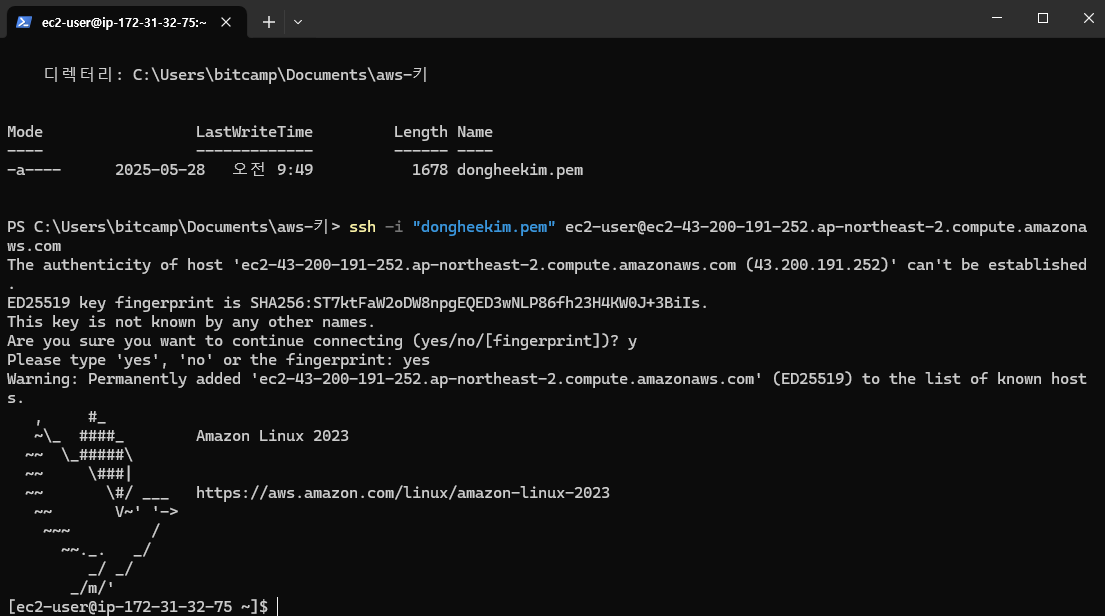 ec2-user@ip-172-31-32-75:~
디렉터리: C:\Users\bitcamp\Documents\aws-키
Mode                 LastWriteTime         Length Name
----                 -------------         ------ ----
-a----      2025-05-28   오전 9:49           1678 dongheekim.pem
PS C:\Users\bitcamp\Documents\aws-키> ssh -i "dongheekim.pem" ec2-user@ec2-43-200-191-252.ap-northeast-2.compute.amazona
ws.com
The authenticity of host 'ec2-43-200-191-252.ap-northeast-2.compute.amazonaws.com (43.200.191.252)' can't be established
.
ED25519 key fingerprint is SHA256:ST7ktFaW2oDW8npgEQED3wNLP86fh23H4KW0J+3BiIs.
This key is not known by any other names.
Are you sure you want to continue connecting (yes/no/[fingerprint])? y
Please type 'yes', 'no' or the fingerprint: yes
Warning: Permanently added 'ec2-43-200-191-252.ap-northeast-2.compute.amazonaws.com' (ED25519) to the list of known host
s.
   ,     #_
   ~\_  ####_        Amazon Linux 2023
  ~~  \_#####\
  ~~     \###|
  ~~       \#/ ___   https://aws.amazon.com/linux/amazon-linux-2023
   ~~       V~' '->
    ~~~         /
      ~~._.   _/
         _/ _/
       _/m/'
[ec2-user@ip-172-31-32-75 ~]$